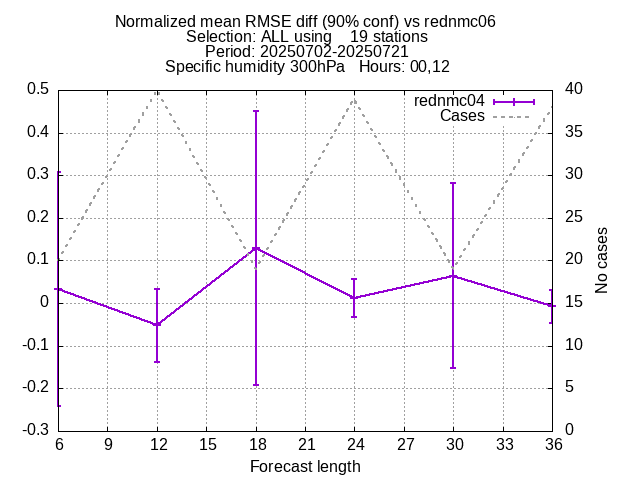 Normalized mean RMSE diff (90% conf) vs rednmc06
Selection: ALL using    19 stations
Period: 20250702-20250721
Specific humidity 300hPa   Hours: 00,12
rednmc04
Cases
0.5
0.4
0.3
0.2
0.1
0
-0.1
-0.2
-0.3
40
35
30
25
20
15
10
5
0
No cases
6 9 12 15 18 21 24 27 30 33 36
Forecast length